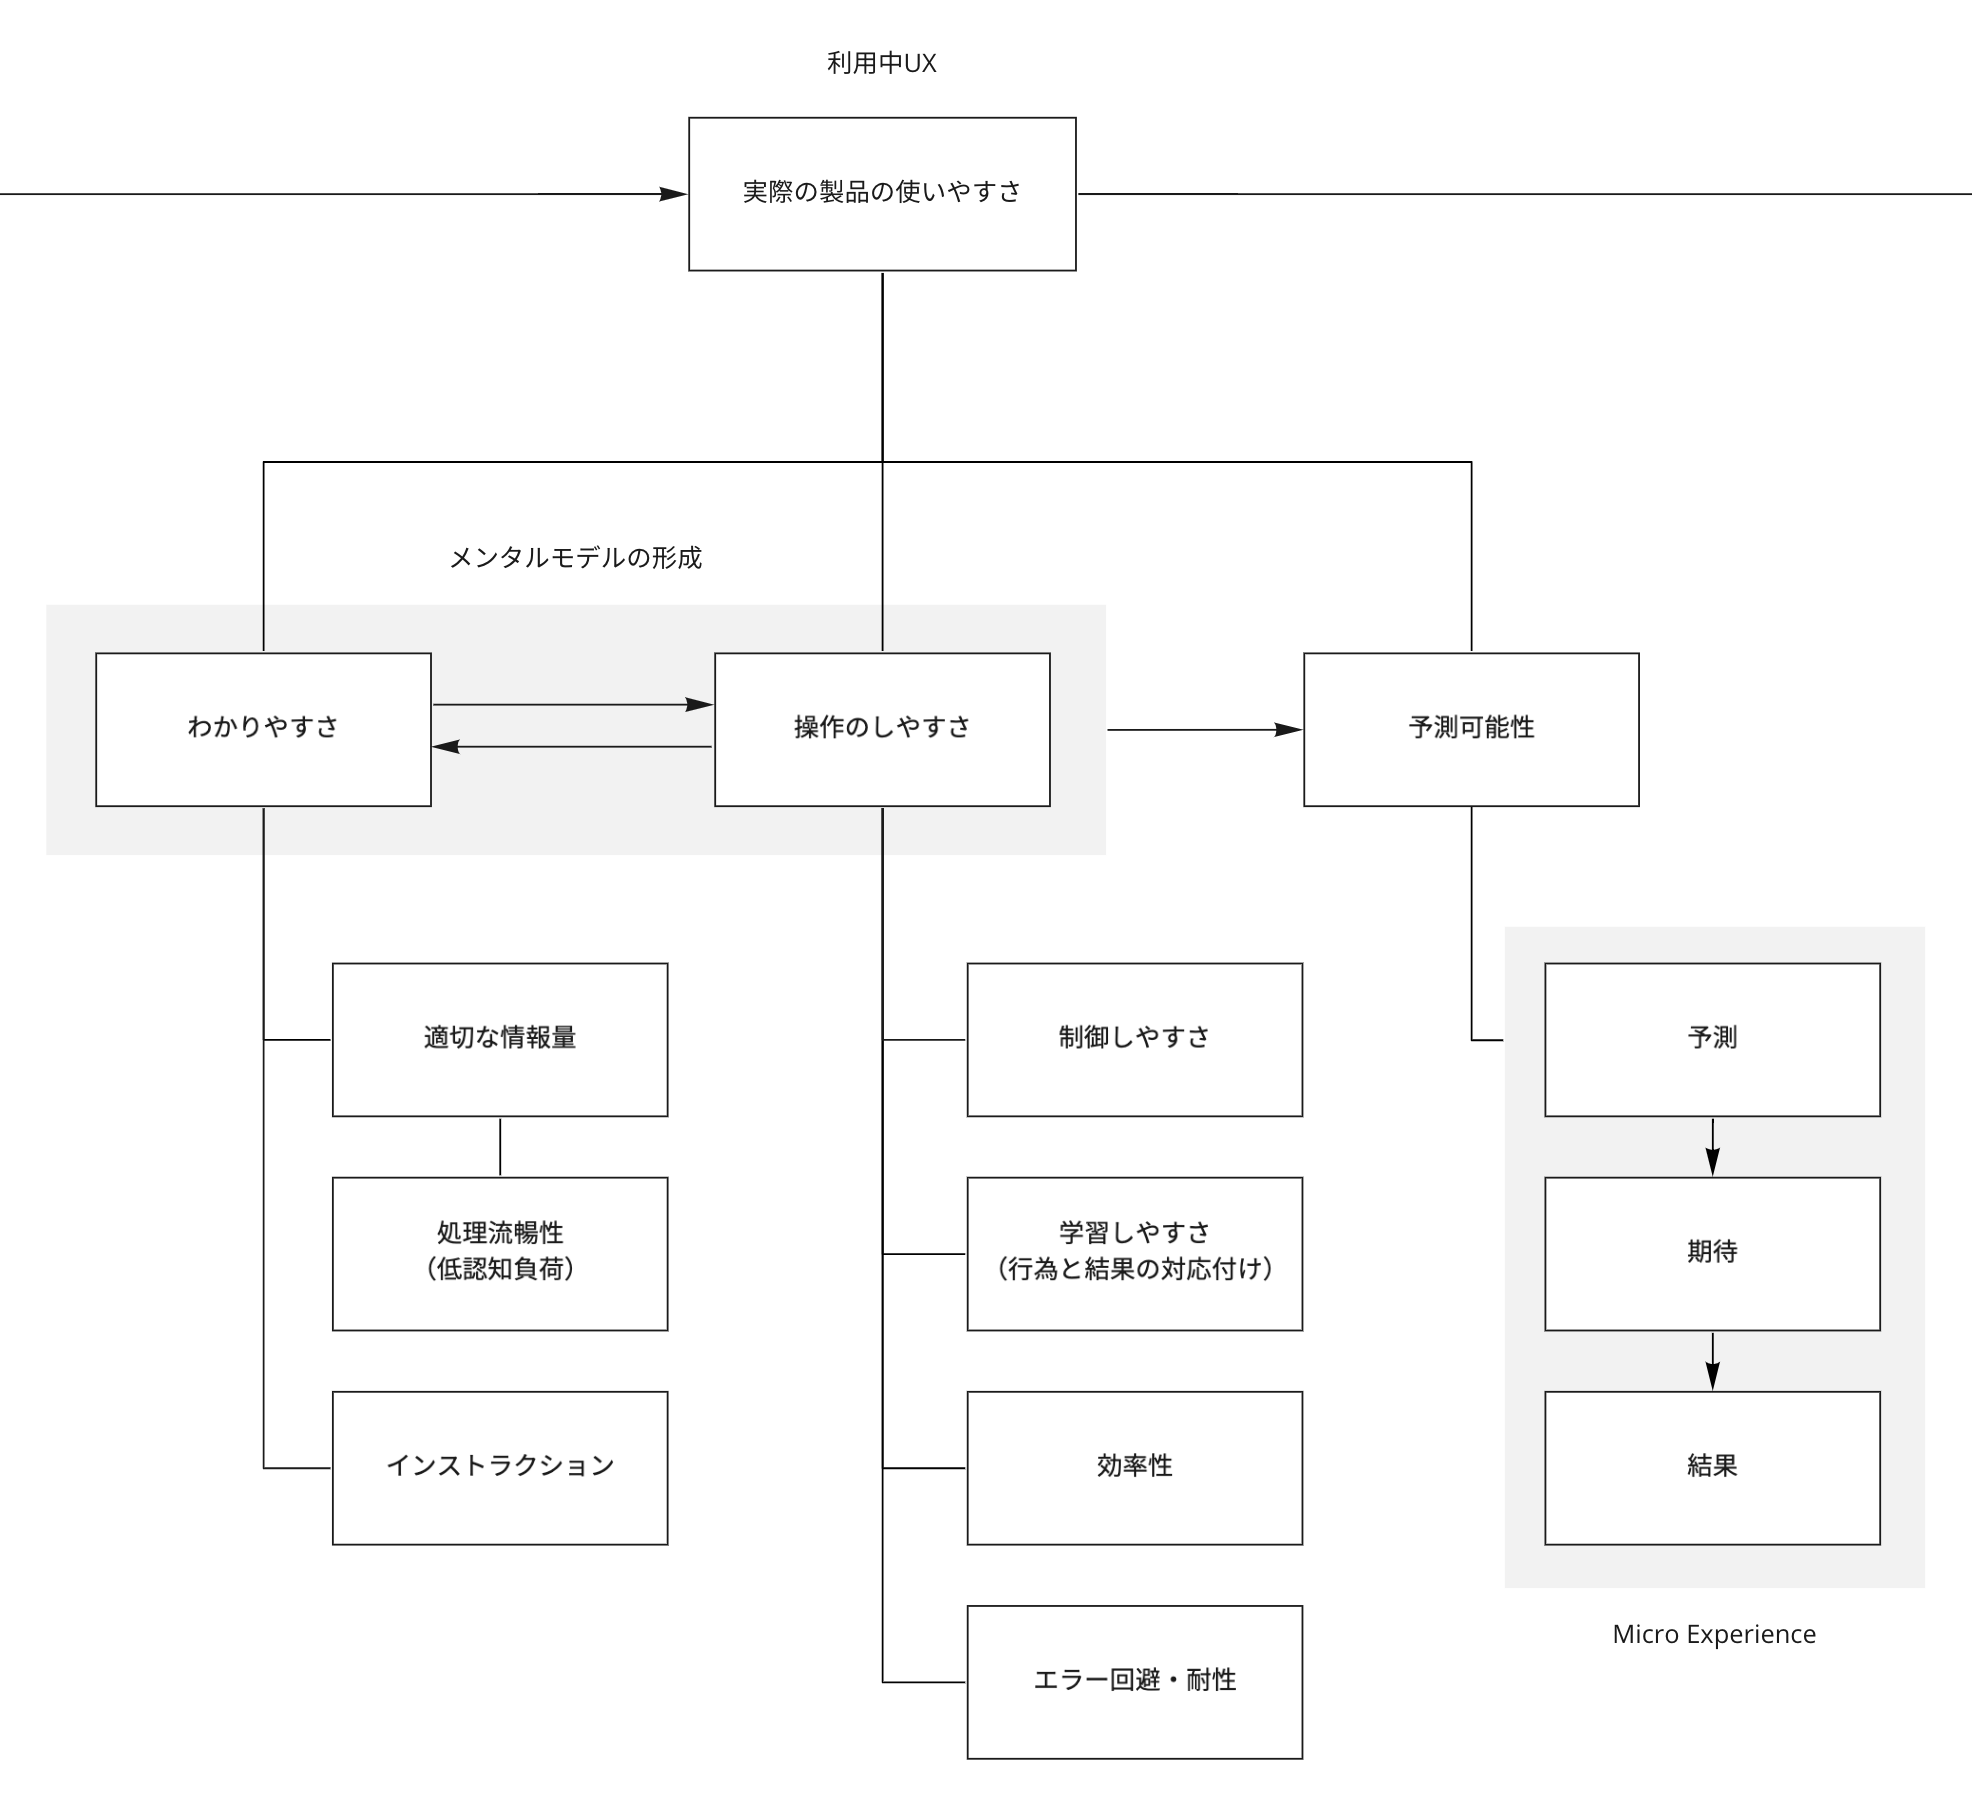 利用中UX
実際の製品の使いやすさ
メンタルモデルの形成
わかりやすさ
操作のしやすさ
予測可能性
適切な情報量
処理流暢性
（低認知負荷）
インストラクション
制御しやすさ
学習しやすさ
（行為と結果の対応付け）
効率性
エラー回避・耐性
予測
期待
結果
Micro Experience